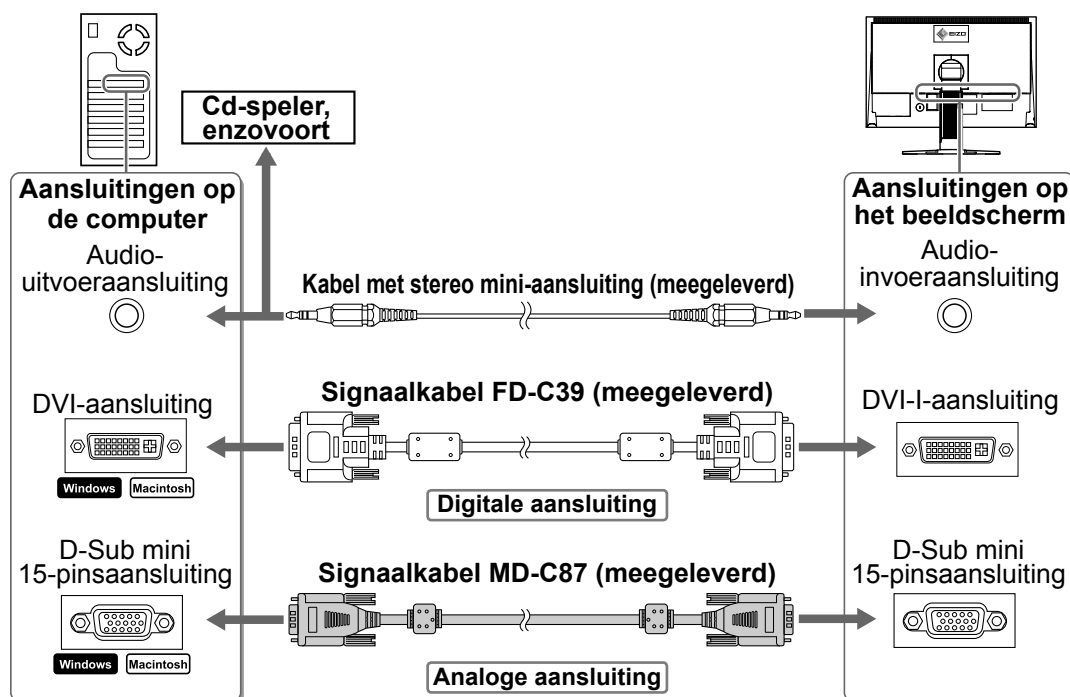 EIZO
Cd-speler,
enzovoort
Aansluitingen op
de computer
Audio-
uitvoeraansluiting
DVI-aansluiting
Windows Macintosh
D-Sub mini
15-pinsaansluiting
Windows Macintosh
Kabel met stereo mini-aansluiting (meegeleverd)
Signaalkabel FD-C39 (meegeleverd)
Digitale aansluiting
Signaalkabel MD-C87 (meegeleverd)
Analoge aansluiting
Aansluitingen op
het beeldscherm
Audio-
invoeraansluiting
DVI-I-aansluiting
D-Sub mini
15-pinsaansluiting